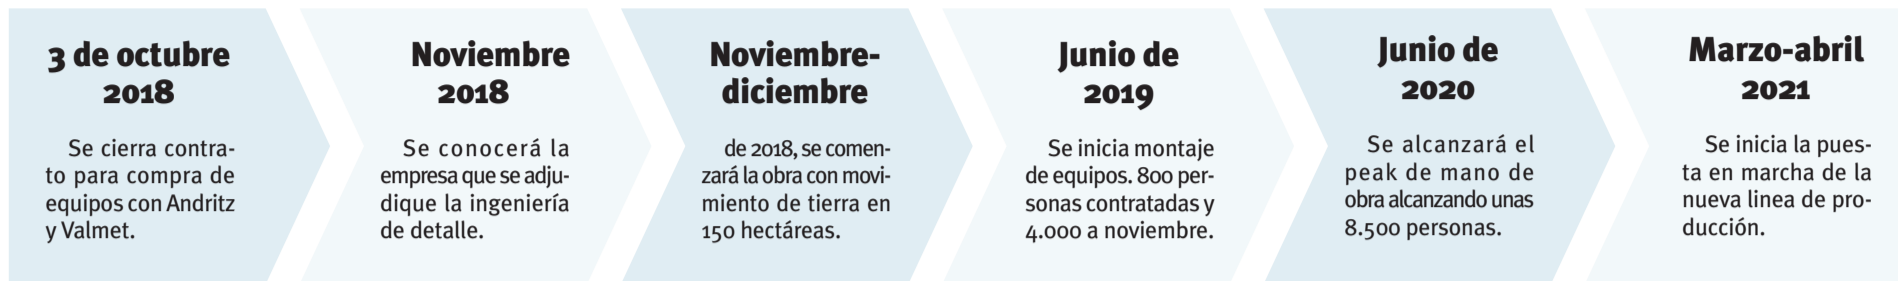 3 de octubre
2018
Se cierra contra-
to para compra de
equipos con Andritz
y Valmet.
Noviembre
2018
Se conocerá la
empresa que se adju-
dique la ingeniería
de detalle.
Noviembre-
diciembre
de 2018, se comen-
zará la obra con movi-
miento de tierra en
150 hectáreas.
Junio de
2019
Se inicia montaje
de equipos. 800 per-
sonas contratadas y
4.000 a noviembre.
Junio de
2020
Se alcanzará el
peak de mano de
obra alcanzando unas
8.500 personas.
Marzo-abril
2021
Se inicia la pues-
ta en marcha de la
nueva linea de pro-
ducción.